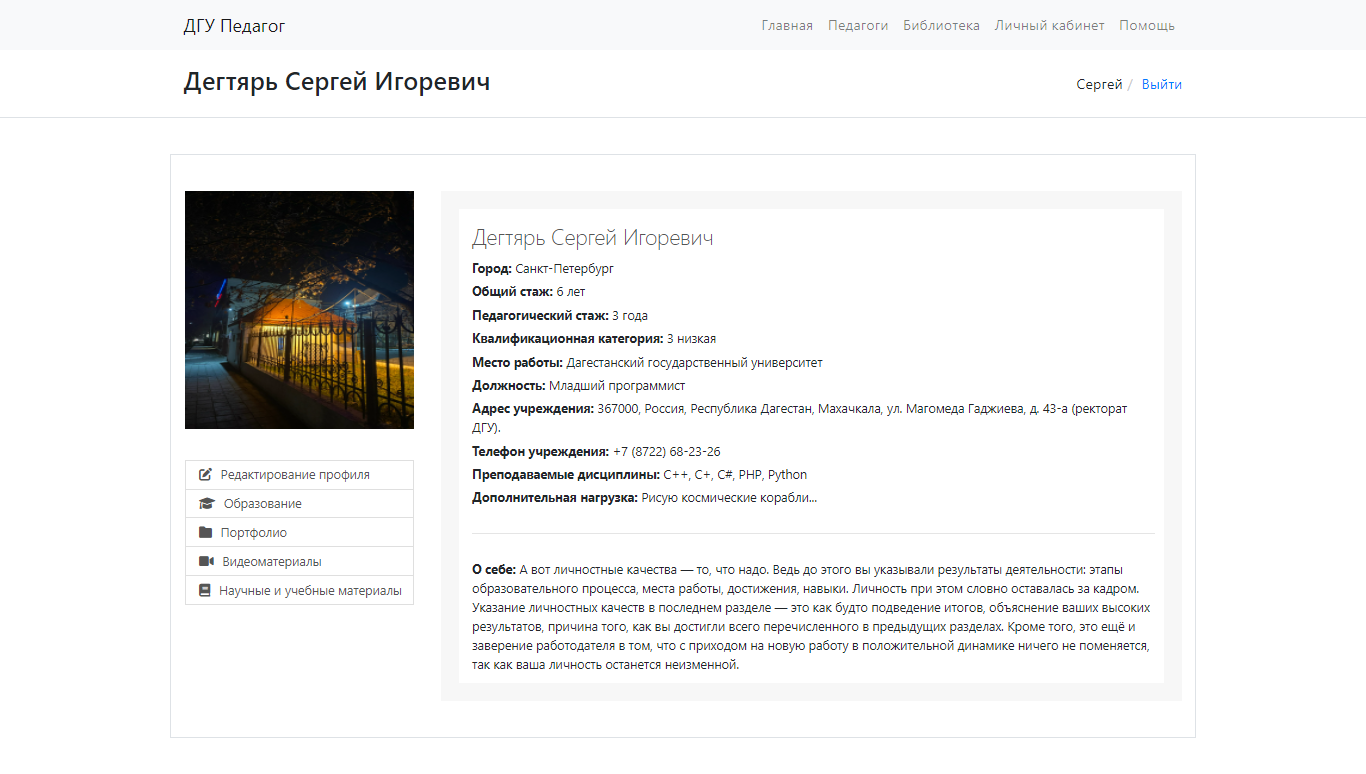 ДГУ Педагог
Главная Педагоги Библиотека Личный кабинет Помощь
Дегтярь Сергей Игоревич
Сергей / Выйти
Редактирование профиля
Образование
Портфолио
Видеоматериалы
Научные и учебные материалы
Дегтярь Сергей Игоревич
Город: Санкт-Петербург
Общий стаж: 6 лет
Педагогический стаж: 3 года
Квалификационная категория: 3 низкая
Место работы: Дагестанский государственный университет
Должность: Младший программист
Адрес учреждения: 367000, Россия, Республика Дагестан, Махачкала, ул. Магомеда Гаджиева, д. 43-а (ректорат
ДГУ).
Телефон учреждения: +7 (8722) 68-23-26
Преподаваемые дисциплины: C++, C+, C#, PHP, Python
Дополнительная нагрузка: Рисую космические корабли...
О себе: А вот личностные качества — то, что надо. Ведь до этого вы указывали результаты деятельности: этапы
образовательного процесса, места работы, достижения, навыки. Личность при этом словно оставалась за кадром.
Указание личностных качеств в последнем разделе — это как будто подведение итогов, объяснение ваших высоких
результатов, причина того, как вы достигли всего перечисленного в предыдущих разделах. Кроме того, это ещё и
заверение работодателя в том, что с приходом на новую работу в положительной динамике ничего не поменяется,
так как ваша личность останется неизменной.